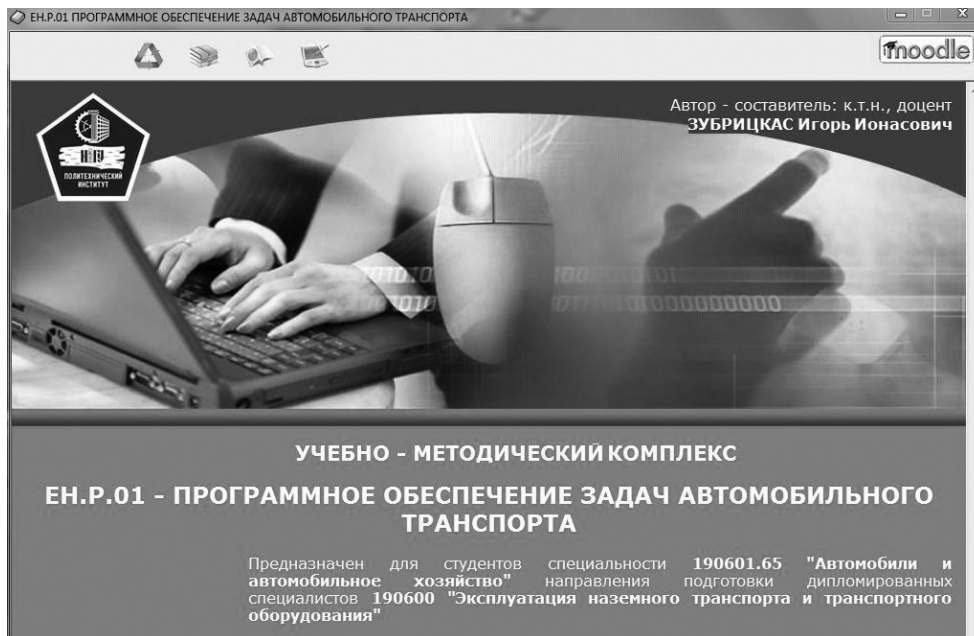 ЕН.Р.01 ПРОГРАММНОЕ ОБЕСПЕЧЕНИЕ ЗАДАЧ АВТОМОБИЛЬНОГО ТРАНСПОРТА
moodle
Автор - составитель: к.т.н., доцент
ЗУБРИЦКАС Игорь Ионасович
ПОЛИТЕХНИЧЕСКИЙ
ИНСТИТУТ
УЧЕБНО - МЕТОДИЧЕСКИЙ КОМПЛЕКС
ЕН.Р.01 - ПРОГРАММНОЕ ОБЕСПЕЧЕНИЕ ЗАДАЧ АВТОМОБИЛЬНОГО
ТРАНСПОРТА
Предназначен для студентов специальности 190601.65 "Автомобили и
автомобильное хозяйство" направления подготовки дипломированных
специалистов 190600 "Эксплуатация наземного транспорта и транспортного
оборудования"